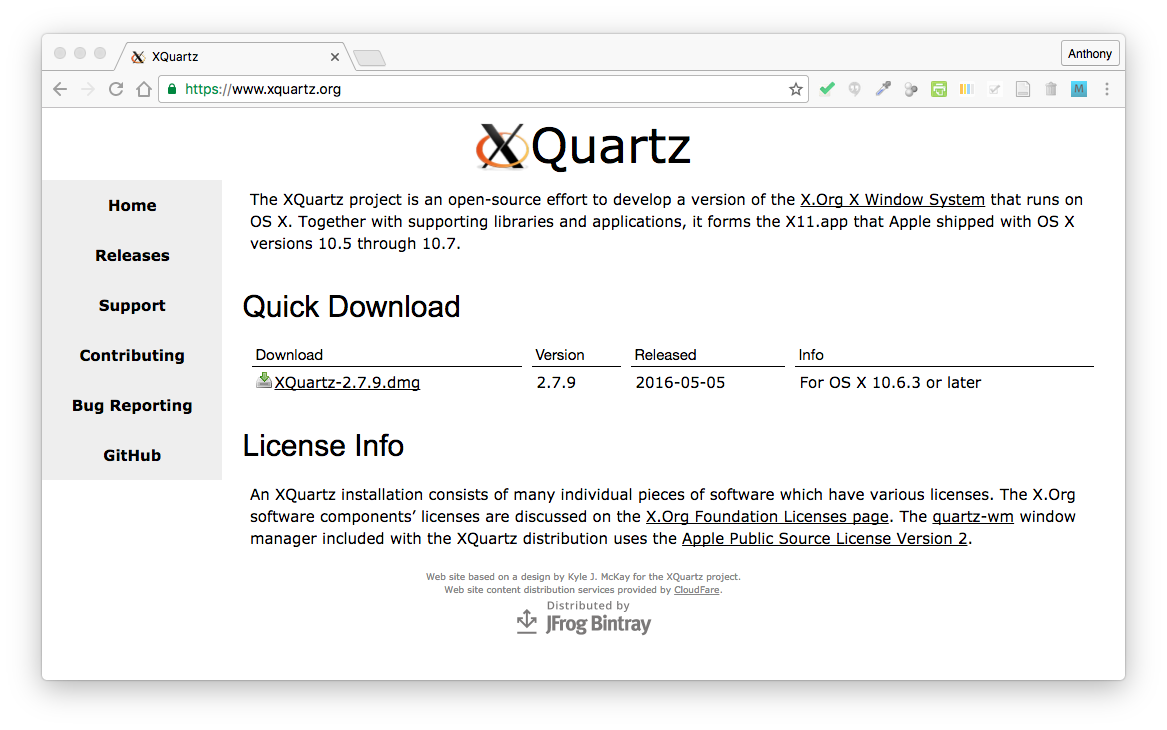 XQuartz
Anthony
https://www.xquartz.org
M
XQuartz
Home
Releases
Support
Contributing
Bug Reporting
GitHub
The XQuartz project is an open-source effort to develop a version of the X.Org X Window System that runs on
OS X. Together with supporting libraries and applications, it forms the X11.app that Apple shipped with OS X
versions 10.5 through 10.7.
Quick Download
Download Version Released Info
XQuartz-2.7.9.dmg 2.7.9 2016-05-05 For OS X 10.6.3 or later
License Info
An XQuartz installation consists of many individual pieces of software which have various licenses. The X.Org
software components’ licenses are discussed on the X.Org Foundation Licenses page. The quartz-wm window
manager included with the XQuartz distribution uses the Apple Public Source License Version 2.
Web site based on a design by Kyle J. McKay for the XQuartz project.
Web site content distribution services provided by CloudFare.
Distributed by
JFrog Bintray